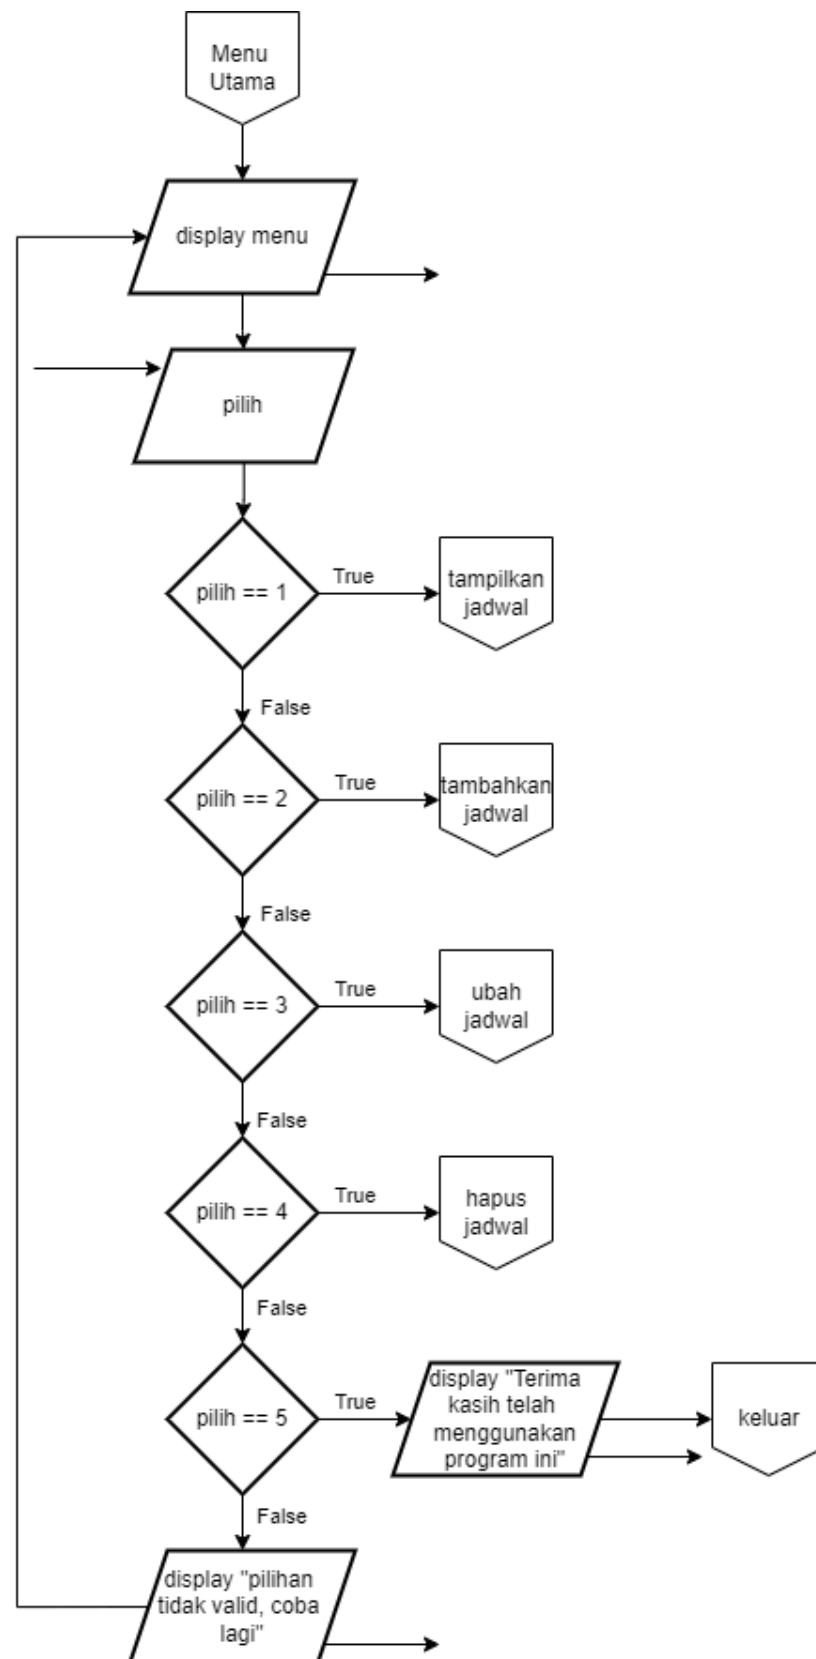 Menu
Utama
display menu
pilih
pilih == 1
True
tampilkan
jadwal
False
pilih == 2
True
tambahkan
jadwal
False
pilih == 3
True
ubah
jadwal
False
pilih == 4
True
hapus
jadwal
False
pilih == 5
True
display "Terima
kasih telah
menggunakan
program ini"
keluar
False
display "pilihan
tidak valid, coba
lagi"